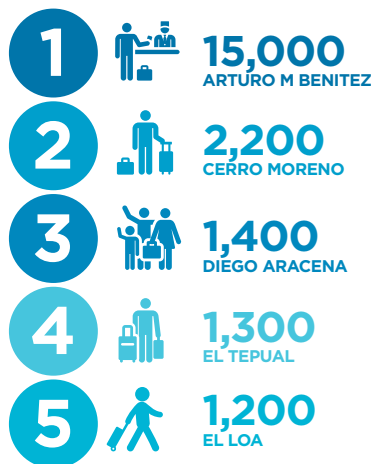 1
15,000
ARTURO M BENITEZ
2
2,200
CERRO MORENO
3
1,400
DIEGO ARACENA
4
1,300
EL TEPUAL
5
1,200
EL LOA